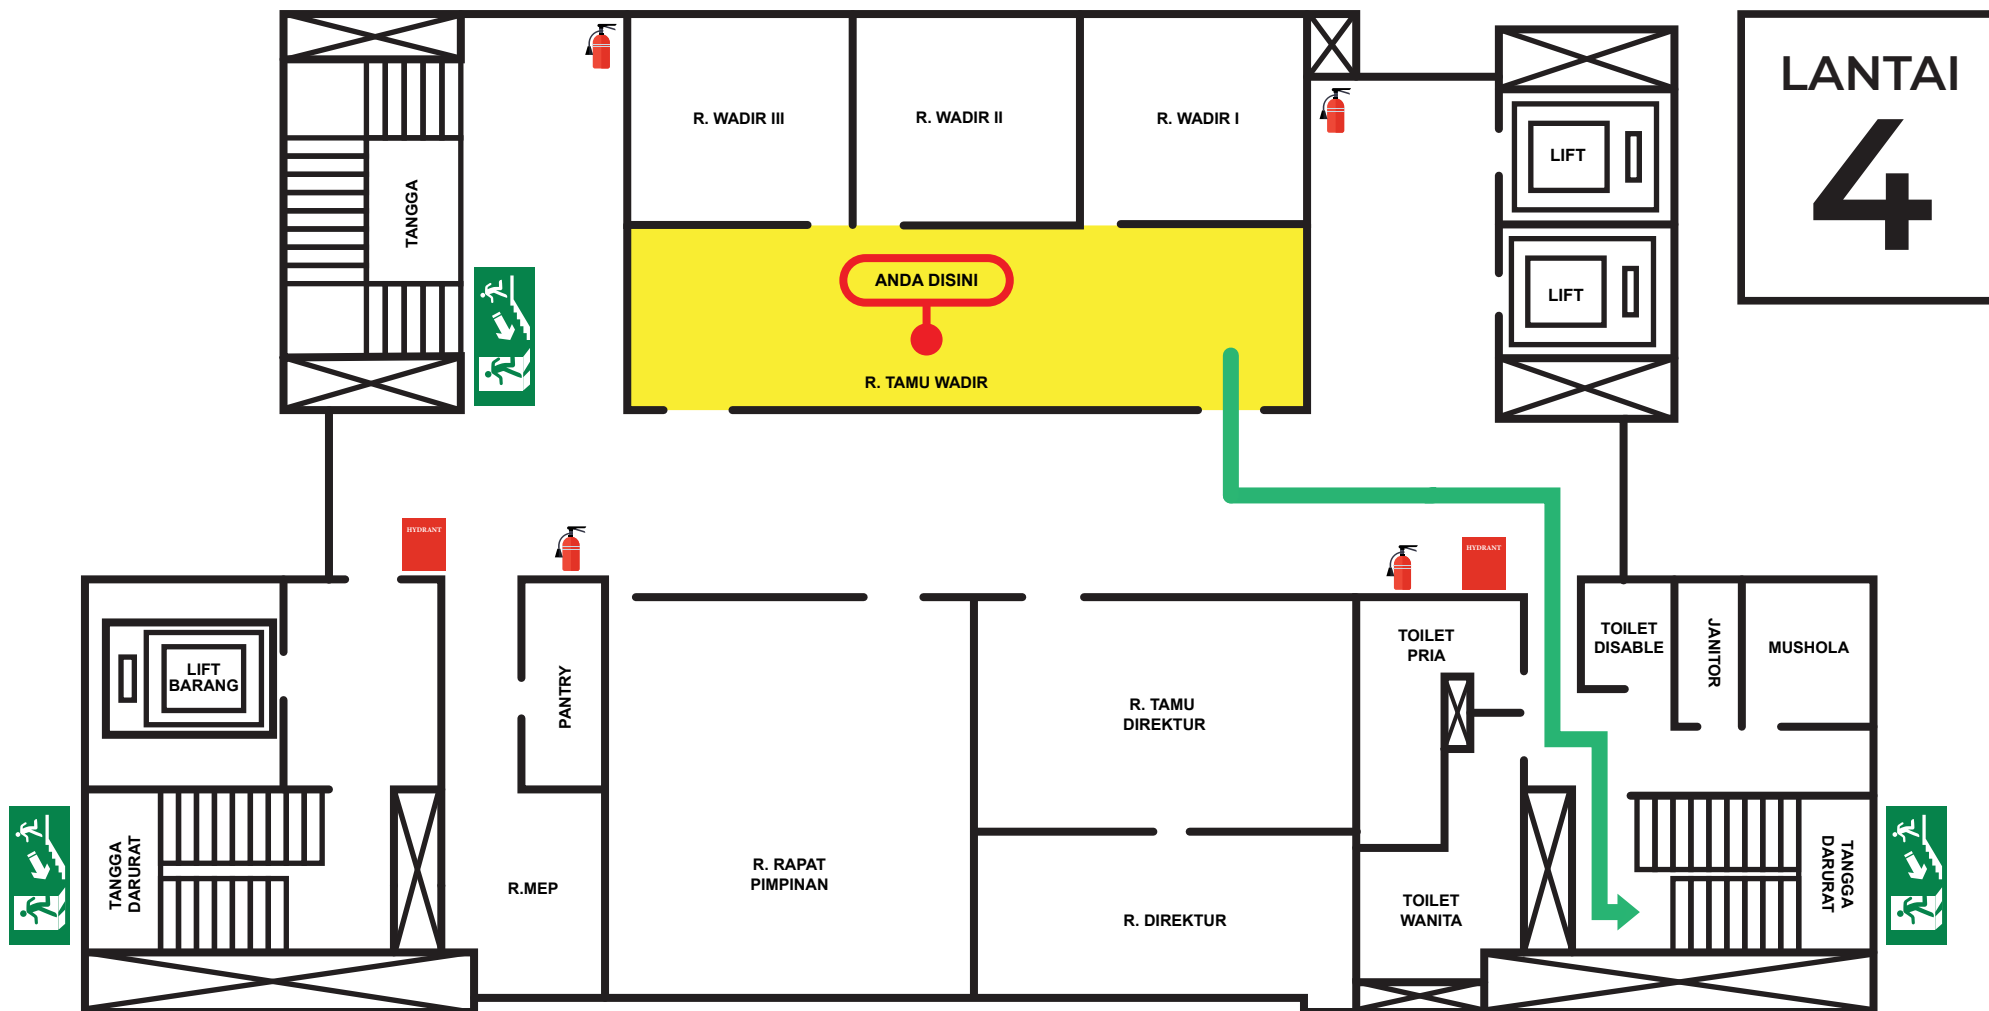 LANTAI
4
R. WADIR III
R. WADIR II
R. WADIR I
LIFT
TANGGA
ANDA DISINI
LIFT
R. TAMU WADIR
HYDRANT
HYDRANT
TOILET
PRIA
TOILET
DISABLE
JANITOR
MUSHOLA
LIFT
BARANG
PANTRY
R. TAMU
DIREKTUR
TANGGA
DARURAT
R.MEP
R. RAPAT
PIMPINAN
R. DIREKTUR
TOILET
WANITA
TANGGA
DARURAT